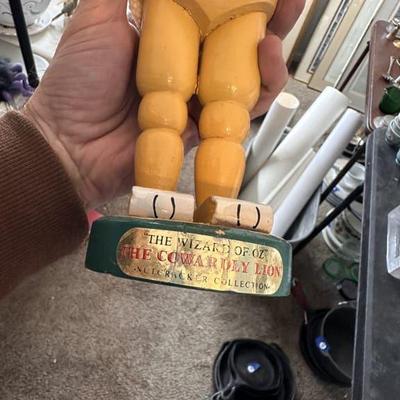 "THE WIZARD OF OZ"
THE COWARDLY LION
-NUTCRACKER COLLECTION-